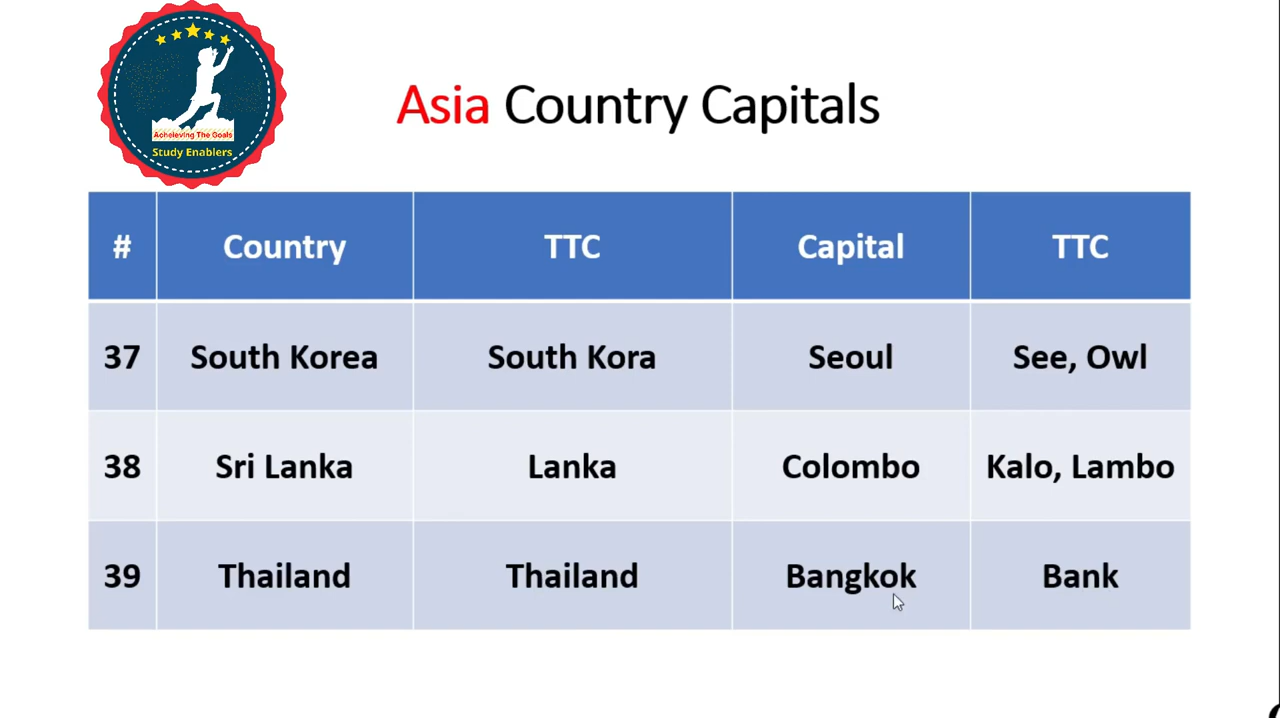 Acheleving The Goals
Study Enablers
Asia Country Capitals
# Country TTC Capital TTC
37 South Korea South Kora Seoul See, Owl
38 Sri Lanka Lanka Colombo Kalo, Lambo
39 Thailand Thailand Bangkok Bank